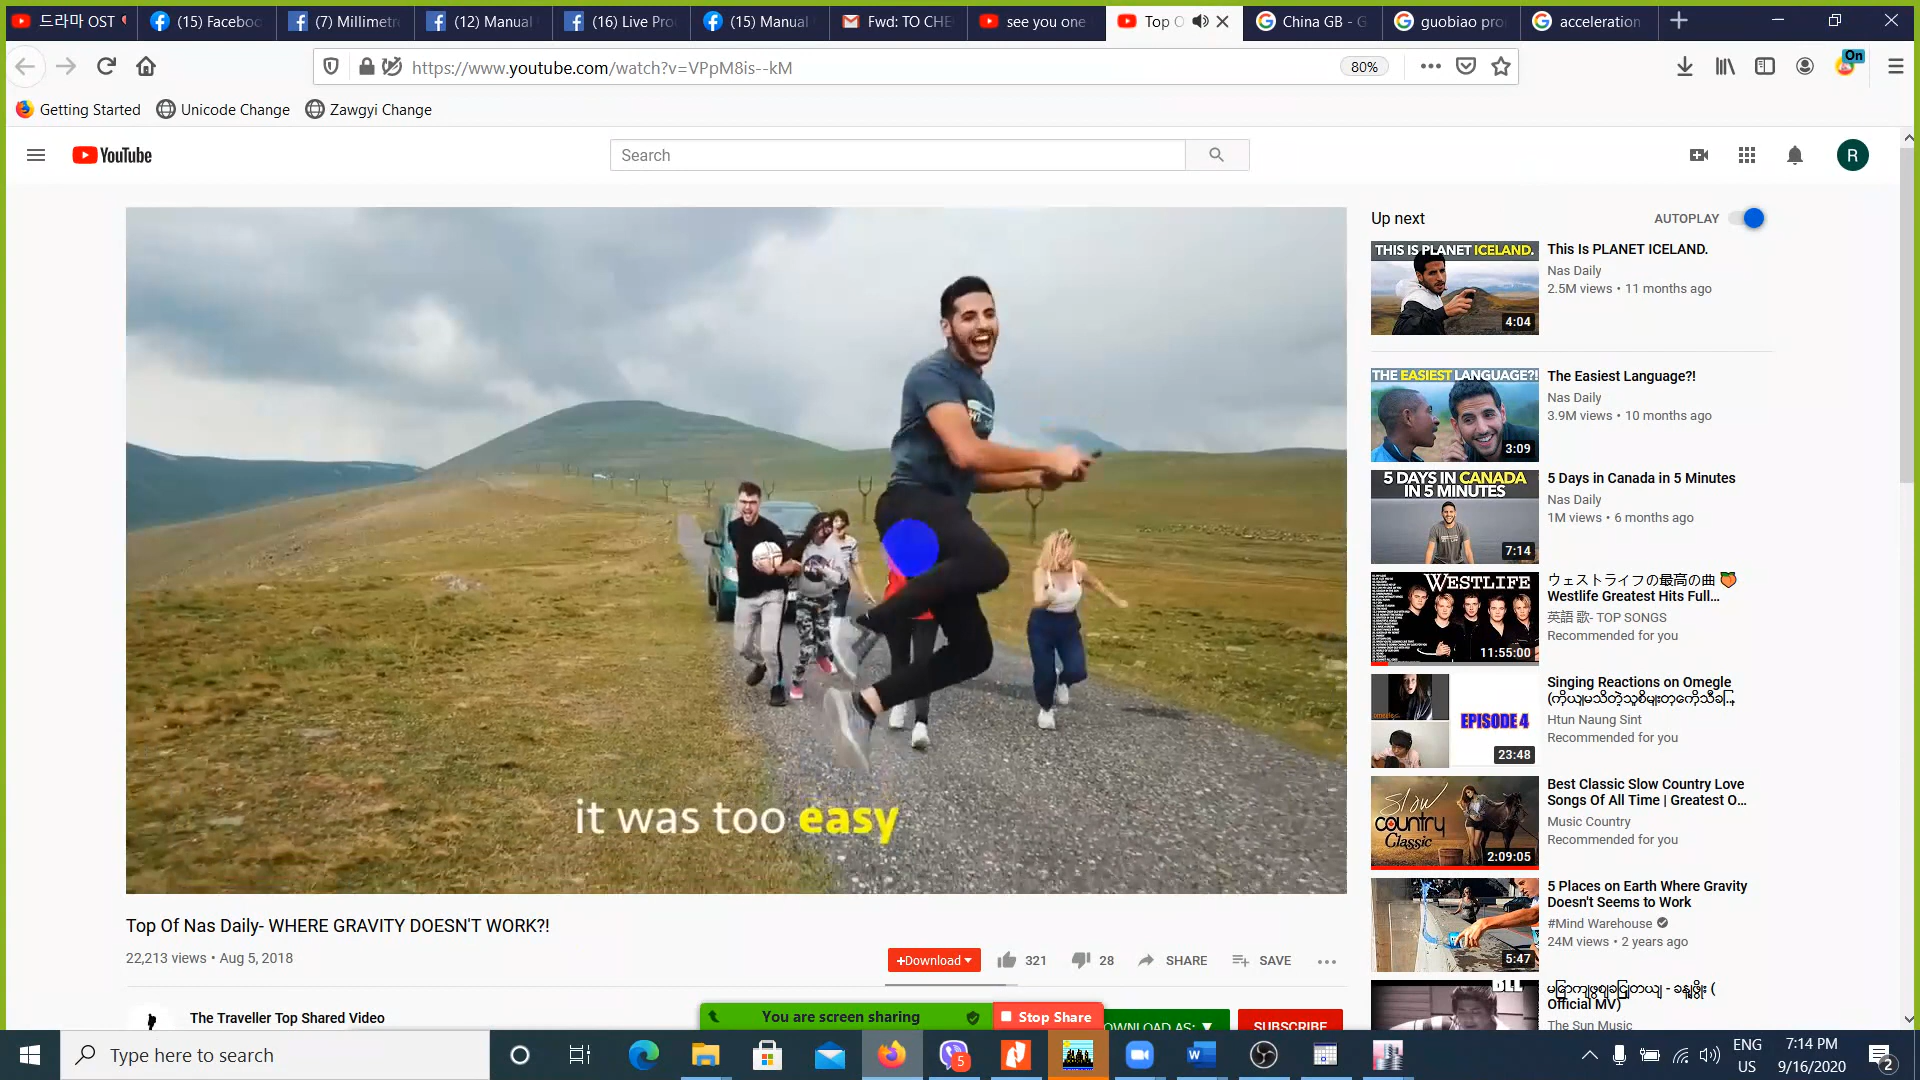 드라마 OST
(15) Faceboo
(7) Millimetr
(12) Manual
(16) Live Pro
(15) Manual
Fwd: TO CHE
see you one
Top O
China GB - G
guobiao pro
acceleration
https://www.youtube.com/watch?v=VPpM8is--kM
80%
On
Getting Started
Unicode Change
Zawgyi Change
YouTube
Search
R
it was too easy
Top Of Nas Daily- WHERE GRAVITY DOESN'T WORK?!
22,213 views • Aug 5, 2018
+Download
321
28
SHARE
SAVE
The Traveller Top Shared Video
SUBSCRIBE
Up next
AUTOPLAY
THIS IS PLANET ICELAND.
4:04
This Is PLANET ICELAND.
Nas Daily
2.5M views • 11 months ago
THE EASIEST LANGUAGE?!
3:09
The Easiest Language?!
Nas Daily
3.9M views • 10 months ago
5 DAYS IN CANADA
IN 5 MINUTES
7:14
5 Days in Canada in 5 Minutes
Nas Daily
1M views • 6 months ago
WESTLIFE
11:55:00
ウェストライフの最高の曲 🍑
Westlife Greatest Hits Full...
英語 歌- TOP SONGS
Recommended for you
omegle
EPISODE 4
23:48
Singing Reactions on Omegle
Htun Naung Sint
Recommended for you
Slow
country
Classic
2:09:05
Best Classic Slow Country Love
Songs Of All Time | Greatest O...
Music Country
Recommended for you
5:47
5 Places on Earth Where Gravity
Doesn't Seems to Work
#Mind Warehouse
24M views • 2 years ago
Official MV)
The Sun Music
You are screen sharing
Stop Share
OWNLOAD AS: ▼
Type here to search
5
ENG
US
7:14 PM
9/16/2020
2